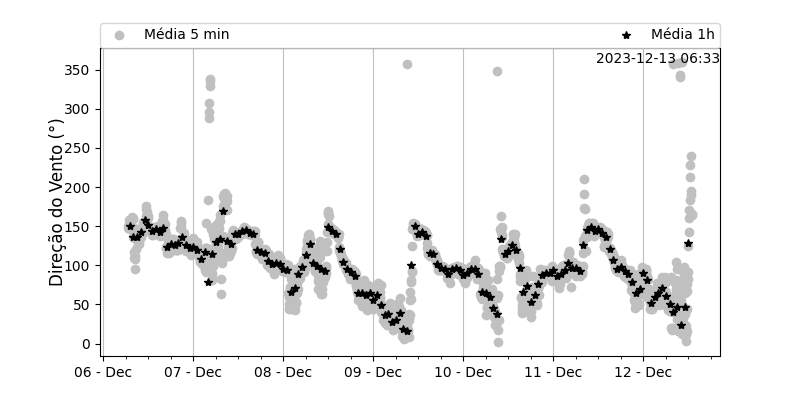 Média 5 min
Média 1h
2023-12-13 06:33
Direção do Vento (°)
350
300
250
200
150
100
50
0
06 - Dec
07 - Dec
08 - Dec
09 - Dec
10 - Dec
11 - Dec
12 - Dec